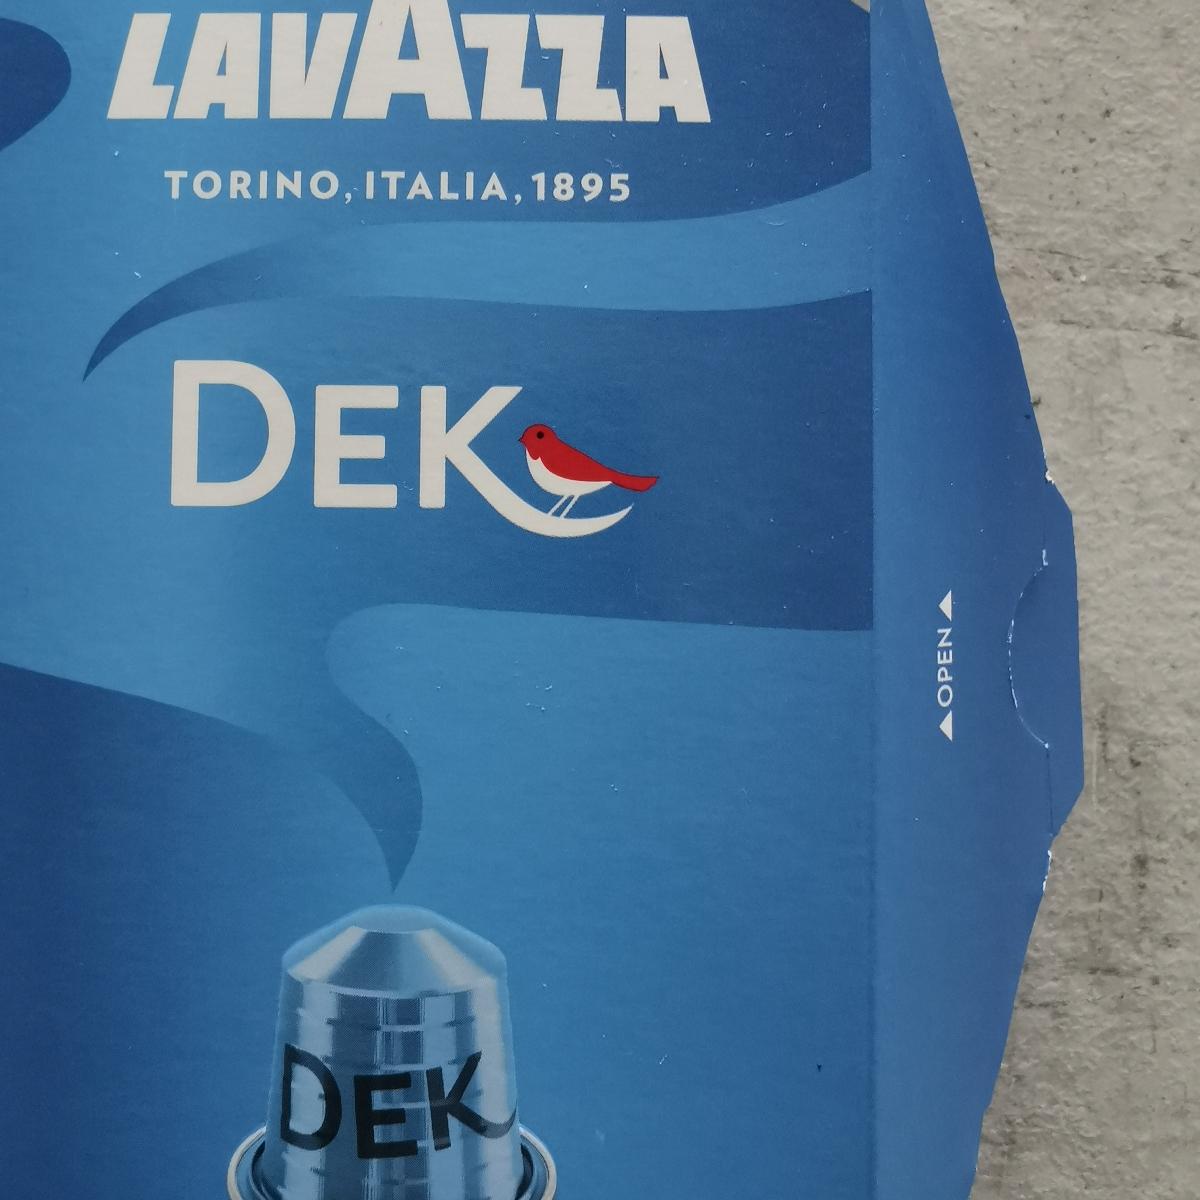 LAVAZZA
TORINO, ITALIA, 1895
DEK
▲OPEN▲
DEK